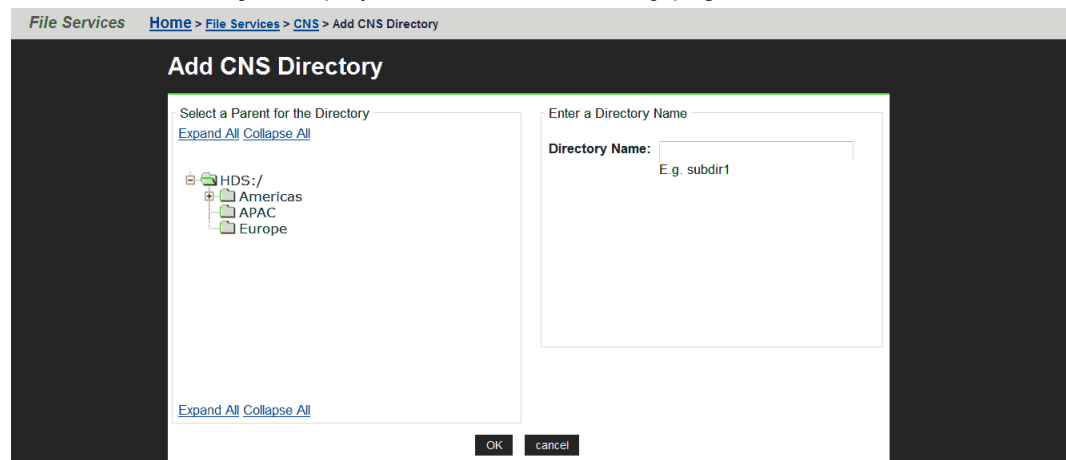 File Services Home > File Services > CNS > Add CNS Directory
Add CNS Directory
Select a Parent for the Directory
Expand All Collapse All
HDS:/
Americas
APAC
Europe
Expand All Collapse All
Enter a Directory Name
Directory Name:
E.g. subdir1
OK cancel